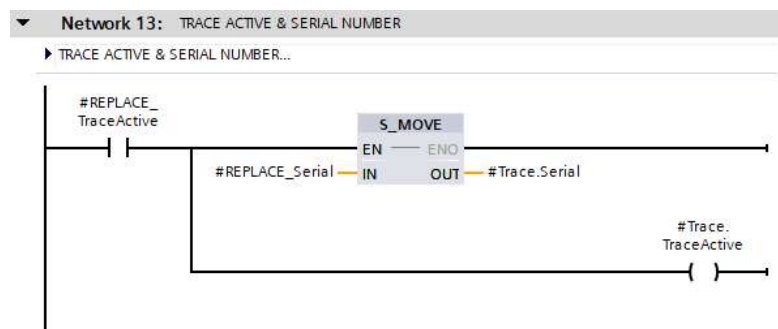 Network 13: TRACE ACTIVE & SERIAL NUMBER
TRACE ACTIVE & SERIAL NUMBER...
#REPLACE_
TraceActive
S_MOVE
EN ENO
#REPLACE_Serial IN OUT #Trace.Serial
#Trace.
TraceActive